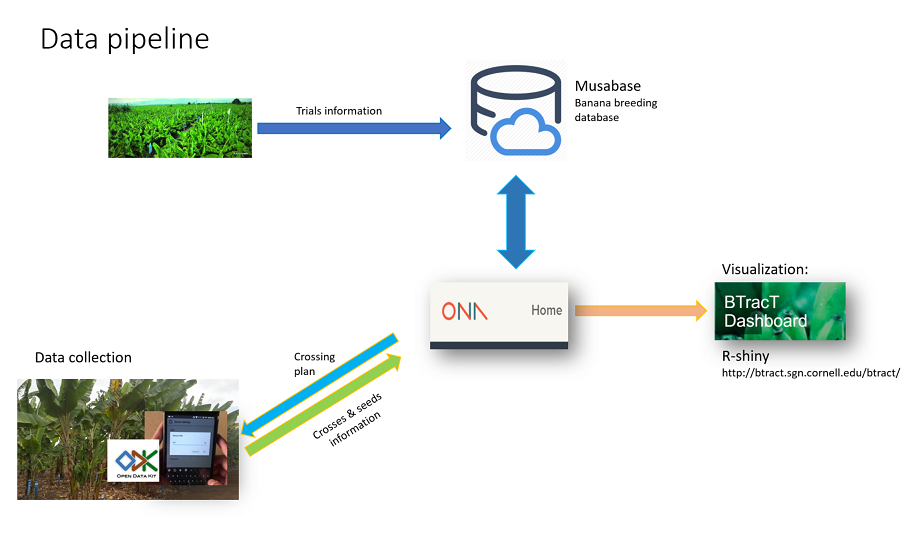 Data pipeline
Trials information
Musabase
Banana breeding
database
ONA
Home
Visualization:
BTracT
Dashboard
R-shiny
http://btract.sgn.cornell.edu/btract/
Crossing
plan
Crosses & seeds
information
Data collection
OPEN DATA KIT